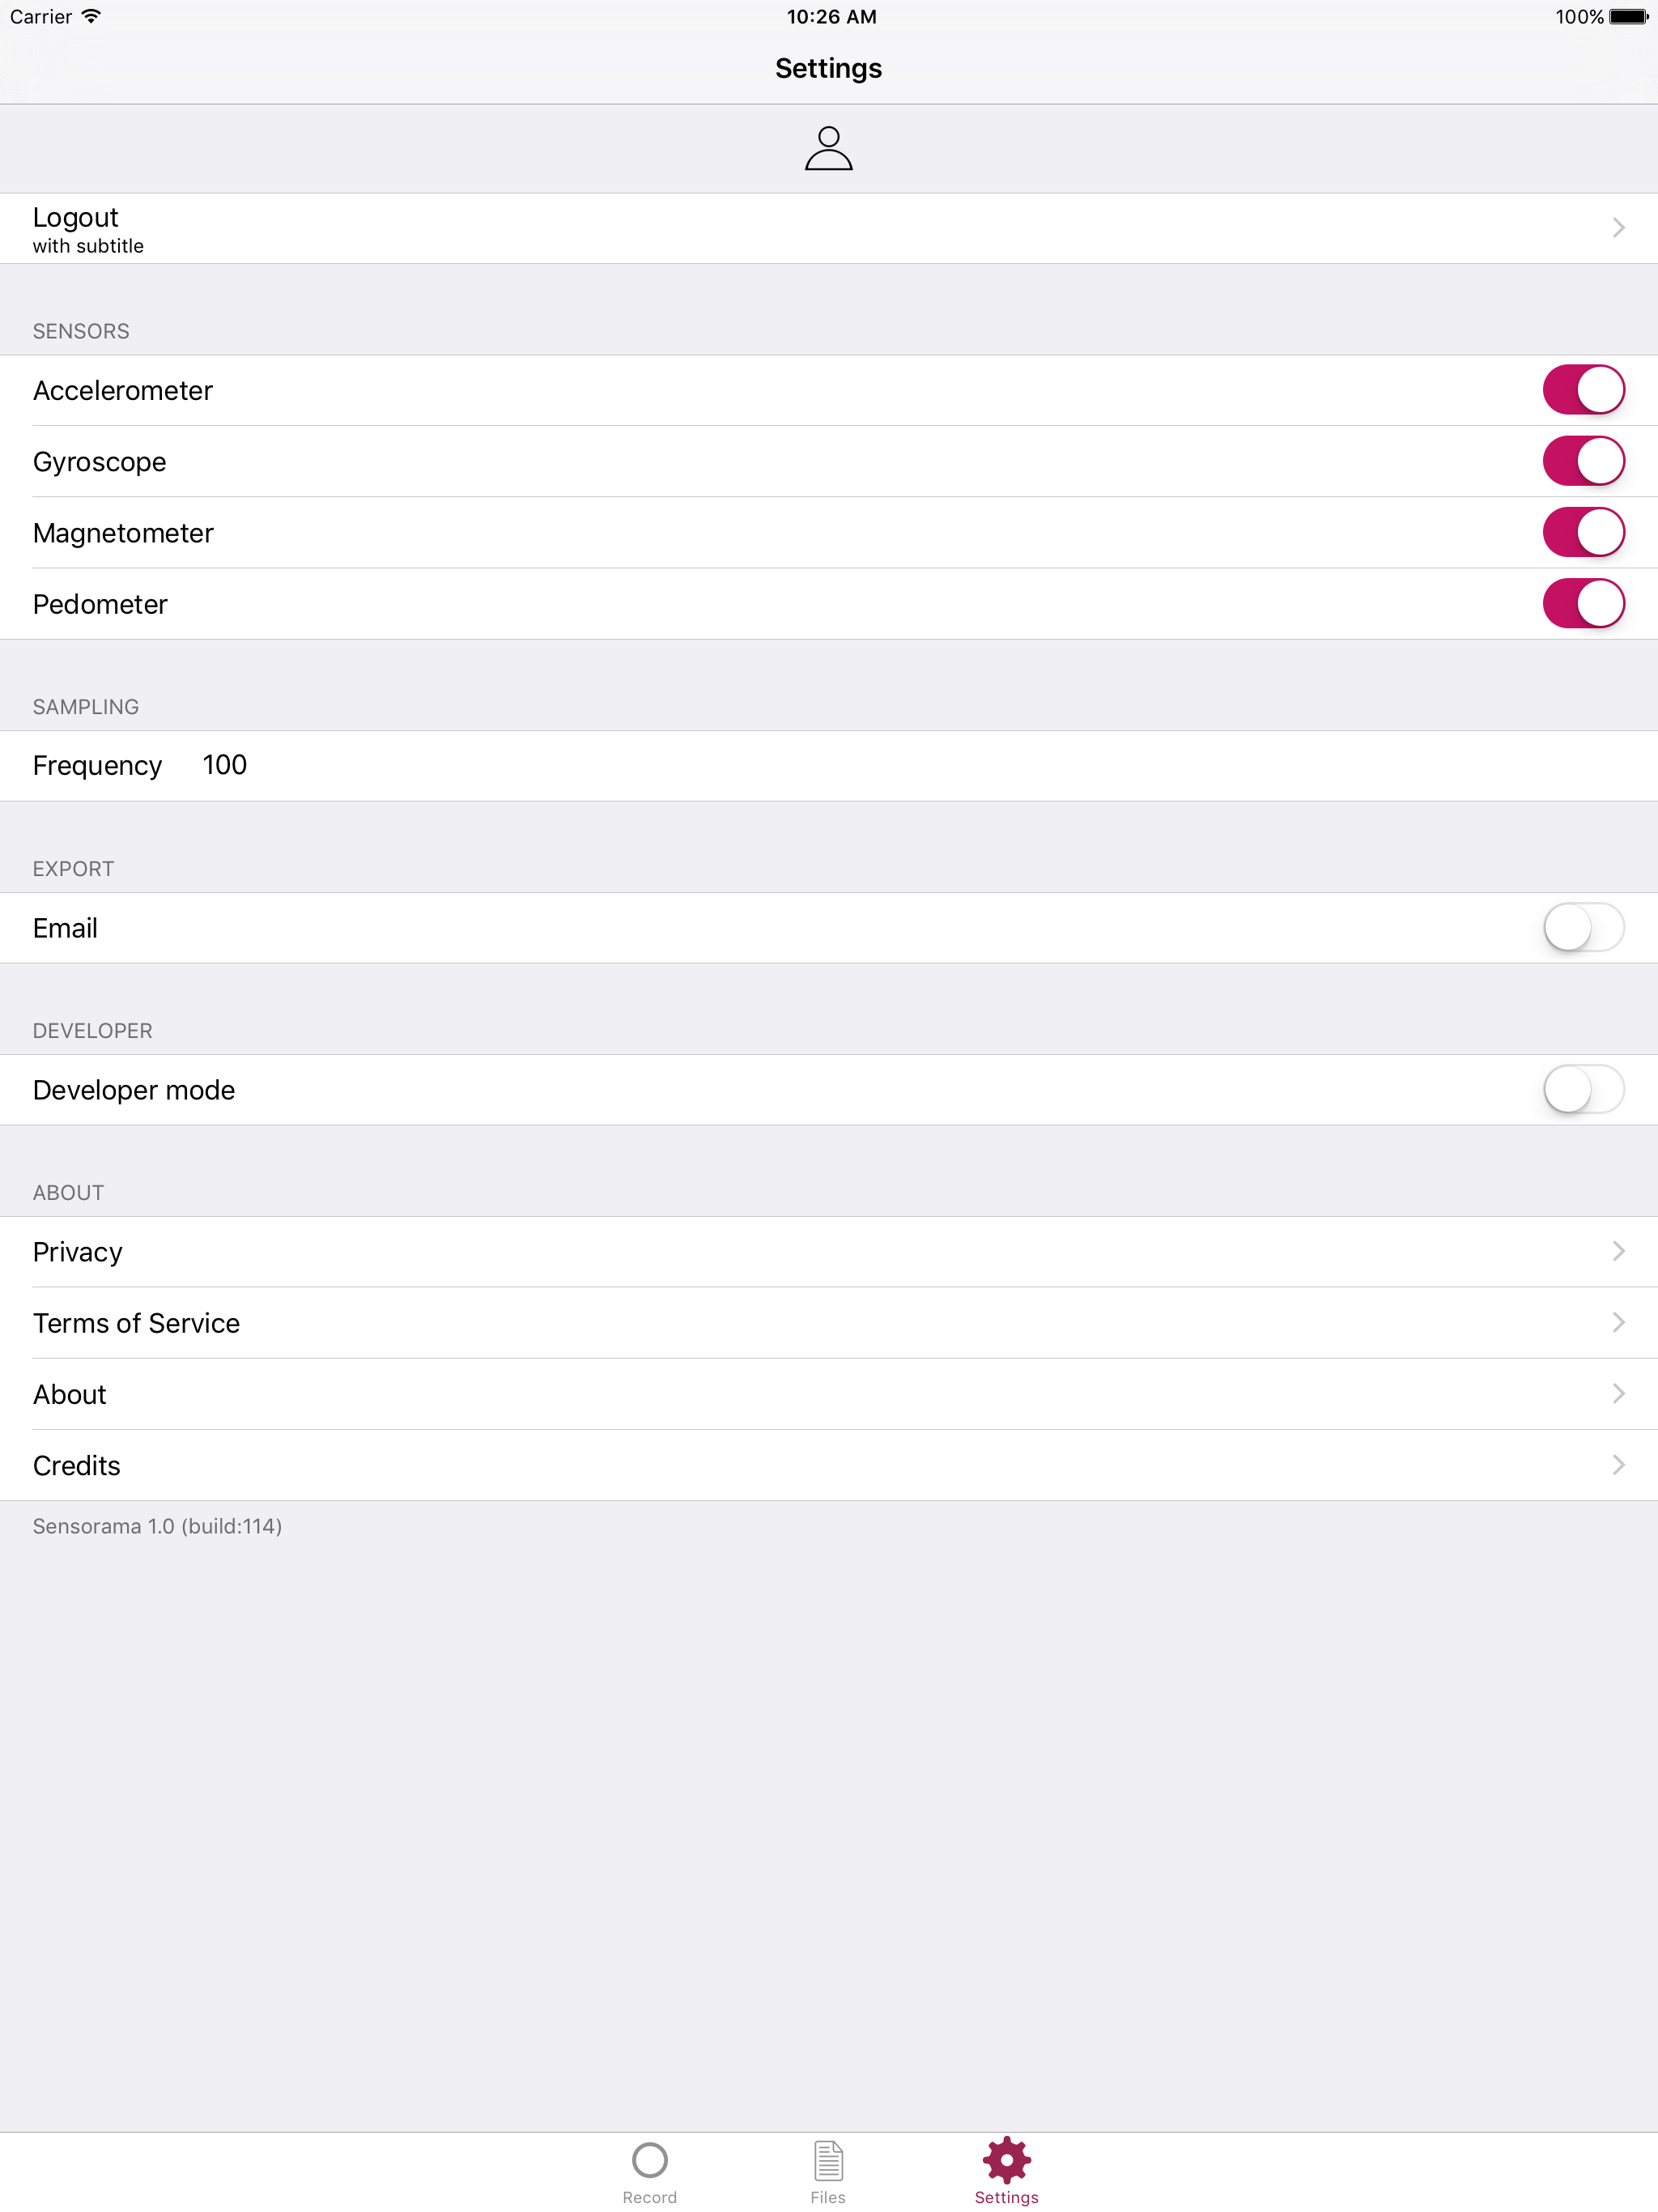 Carrier 10:26 AM 100%
Settings
Logout
with subtitle
SENSORS
Accelerometer
Gyroscope
Magnetometer
Pedometer
SAMPLING
Frequency 100
EXPORT
Email
DEVELOPER
Developer mode
ABOUT
Privacy
Terms of Service
About
Credits
Sensorama 1.0 (build:114)
Record Files Settings